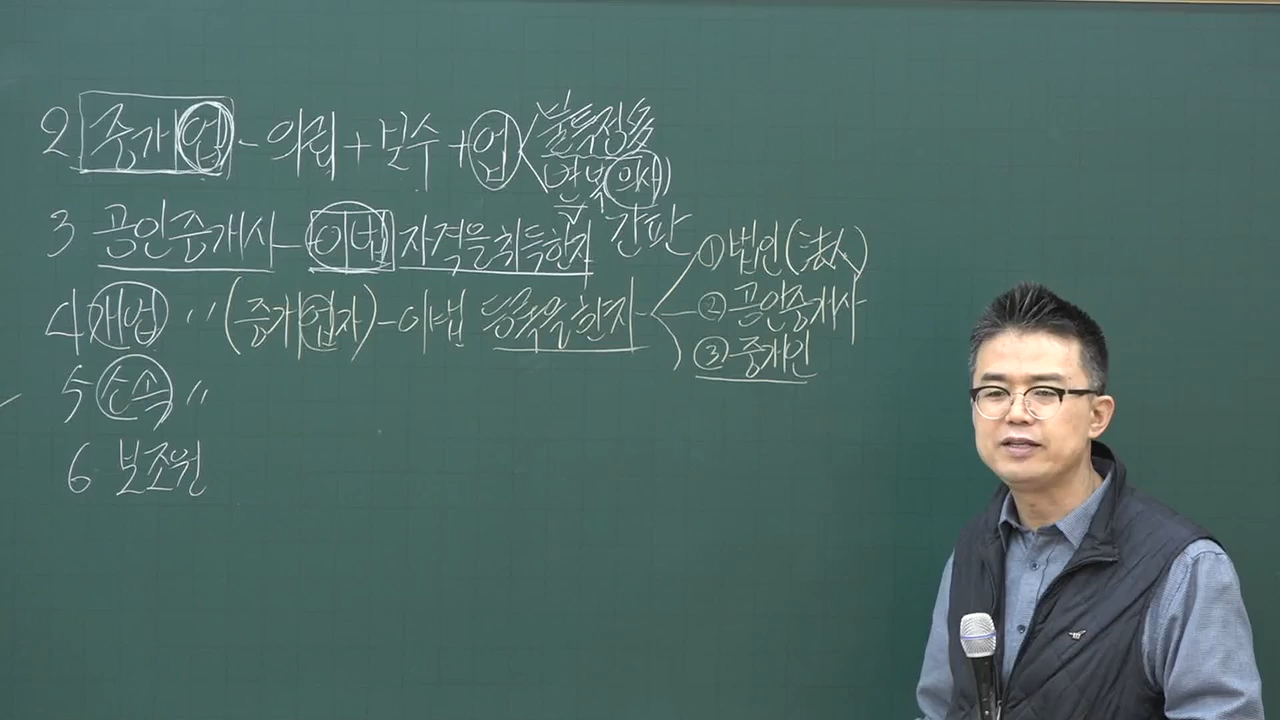 2 중개업 - 의뢰 + 보수 + 업 < 불특정多
반복 의사)
간판
3 공인중개사 - 이법 자격을취득한자
4 개업 〃 (중개업자) - 이법 등록을한자 < ① 법인(法人)
② 공인중개사
③ 중개인
5 소속 〃
6 보조원